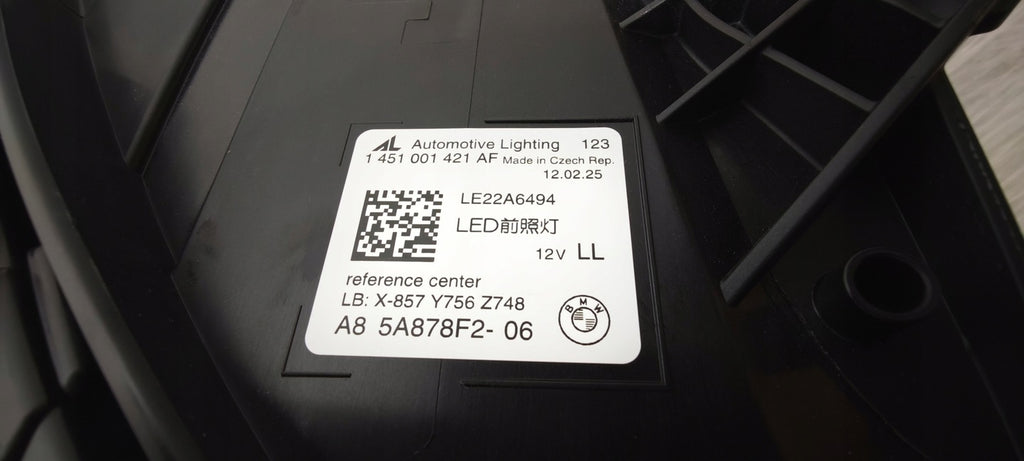 AL Automotive Lighting 123
1 451 001 421 AF Made in Czech Rep.
12.02.25
LE22A6494
LED前照灯
12V LL
reference center
LB: X-857 Y756 Z748
A8 5A878F2- 06
BMW